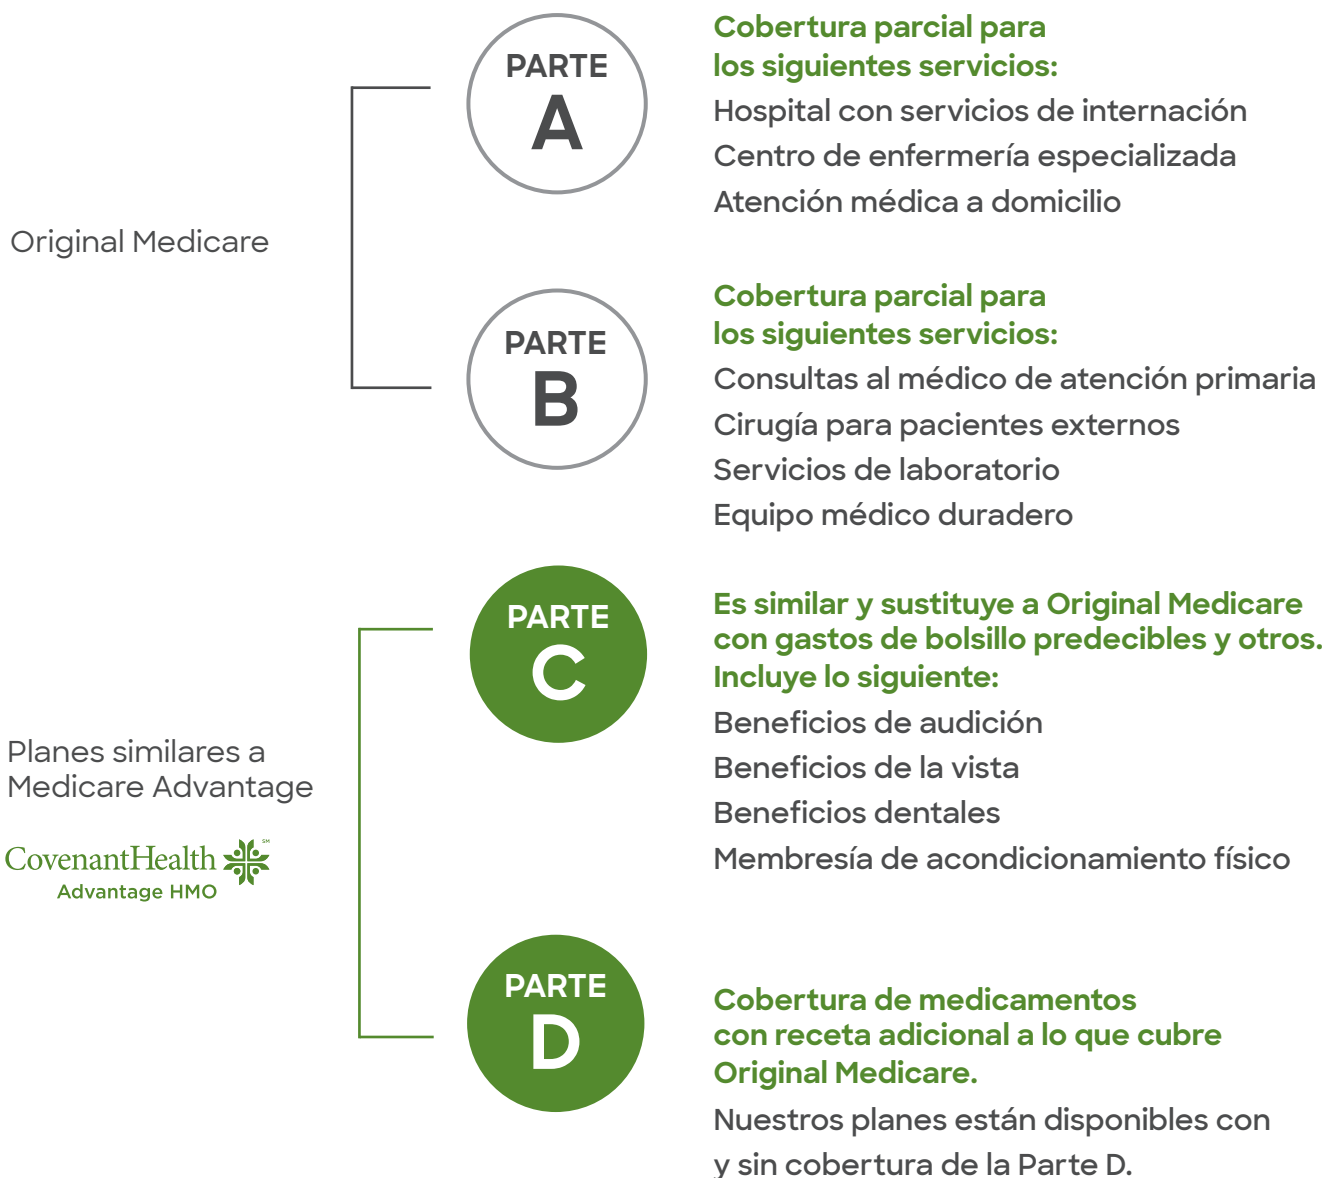 Original Medicare
PARTE
A
Cobertura parcial para
los siguientes servicios:
Hospital con servicios de internación
Centro de enfermería especializada
Atención médica a domicilio
PARTE
B
Cobertura parcial para
los siguientes servicios:
Consultas al médico de atención primaria
Cirugía para pacientes externos
Servicios de laboratorio
Equipo médico duradero
Planes similares a
Medicare Advantage
CovenantHealth SM
Advantage HMO
PARTE
C
Es similar y sustituye a Original Medicare
con gastos de bolsillo predecibles y otros.
Incluye lo siguiente:
Beneficios de audición
Beneficios de la vista
Beneficios dentales
Membresía de acondicionamiento físico
PARTE
D
Cobertura de medicamentos
con receta adicional a lo que cubre
Original Medicare.
Nuestros planes están disponibles con
y sin cobertura de la Parte D.